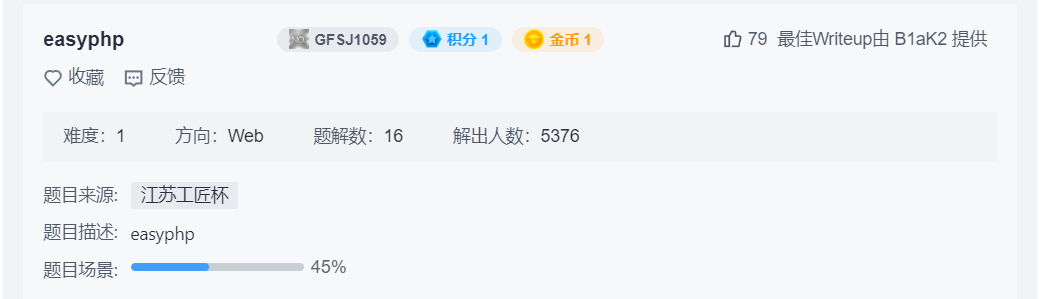 easyphp GFSJ1059 积分 1 金币 1 79 最佳Writeup由 B1aK2 提供
收藏 反馈
难度：1 方向：Web 题解数：16 解出人数：5376
题目来源: 江苏工匠杯
题目描述: easyphp
题目场景: 45%